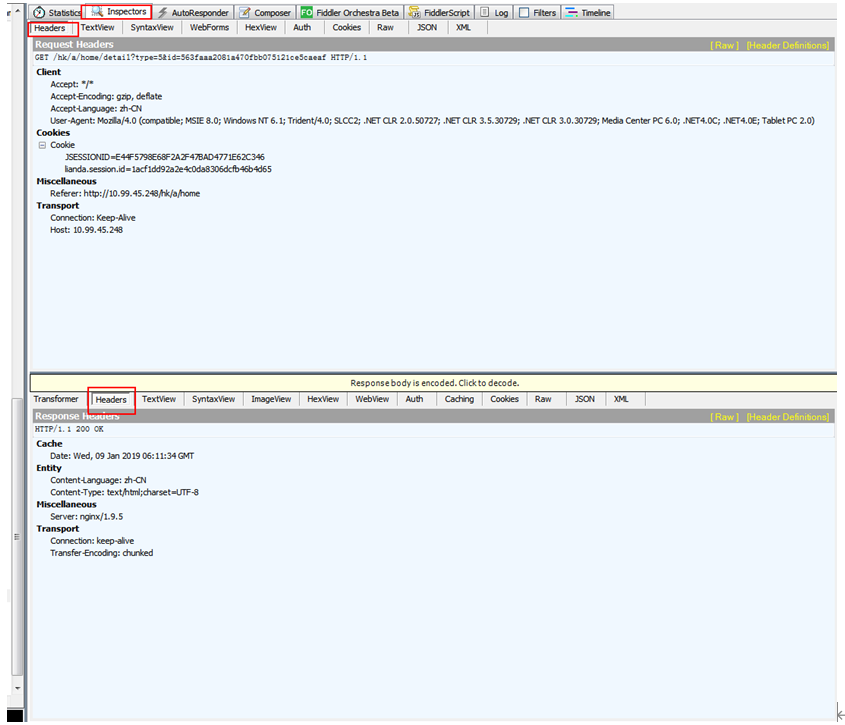 Statistics Inspectors AutoResponder Composer FO Fiddler Orchestra Beta FiddlerScript Log Filters Timeline
Headers TextView SyntaxView WebForms HexView Auth Cookies Raw JSON XML
Request Headers [ Raw ] [Header Definitions]
GET /hk/a/home/detail?type=5&id=563faaa2081a470fbb075121ce5caeaf HTTP/1.1
Client
Accept: */*
Accept-Encoding: gzip, deflate
Accept-Language: zh-CN
User-Agent: Mozilla/4.0 (compatible; MSIE 8.0; Windows NT 6.1; Trident/4.0; SLCC2; .NET CLR 2.0.50727; .NET CLR 3.5.30729; .NET CLR 3.0.30729; Media Center PC 6.0; .NET4.0C; .NET4.0E; Tablet PC 2.0)
Cookies
Cookie
JSESSIONID=E44F5798E68F2A2F47BAD4771E62C346
lianda.session.id=1acf1dd92a2e4c0da8306dcfb46b4d65
Miscellaneous
Referer: http://10.99.45.248/hk/a/home
Transport
Connection: Keep-Alive
Host: 10.99.45.248
Response body is encoded. Click to decode.
Transformer Headers TextView SyntaxView ImageView HexView WebView Auth Caching Cookies Raw JSON XML
Response Headers [ Raw ] [Header Definitions]
HTTP/1.1 200 OK
Cache
Date: Wed, 09 Jan 2019 06:11:34 GMT
Entity
Content-Language: zh-CN
Content-Type: text/html;charset=UTF-8
Miscellaneous
Server: nginx/1.9.5
Transport
Connection: keep-alive
Transfer-Encoding: chunked